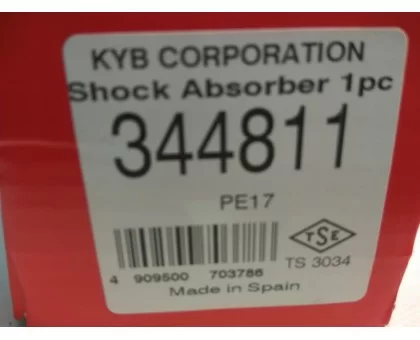 KYB CORPORATION
Shock Absorber 1pc
344811
PE17
TSE
TS 3034
4 909500 703786
Made in Spain